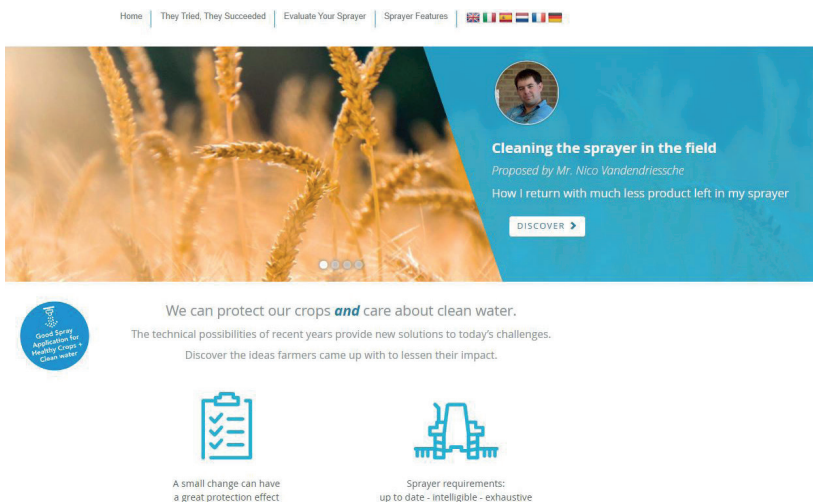 Home They Tried, They Succeeded Evaluate Your Sprayer Sprayer Features
Cleaning the sprayer in the field
Proposed by Mr. Nico Vandendriessche
How I return with much less product left in my sprayer
DISCOVER
Good Spray
Application for
Healthy Crops +
Clean water
We can protect our crops and care about clean water.
The technical possibilities of recent years provide new solutions to today's challenges.
Discover the ideas farmers came up with to lessen their impact.
A small change can have
a great protection effect
Sprayer requirements:
up to date - intelligible - exhaustive